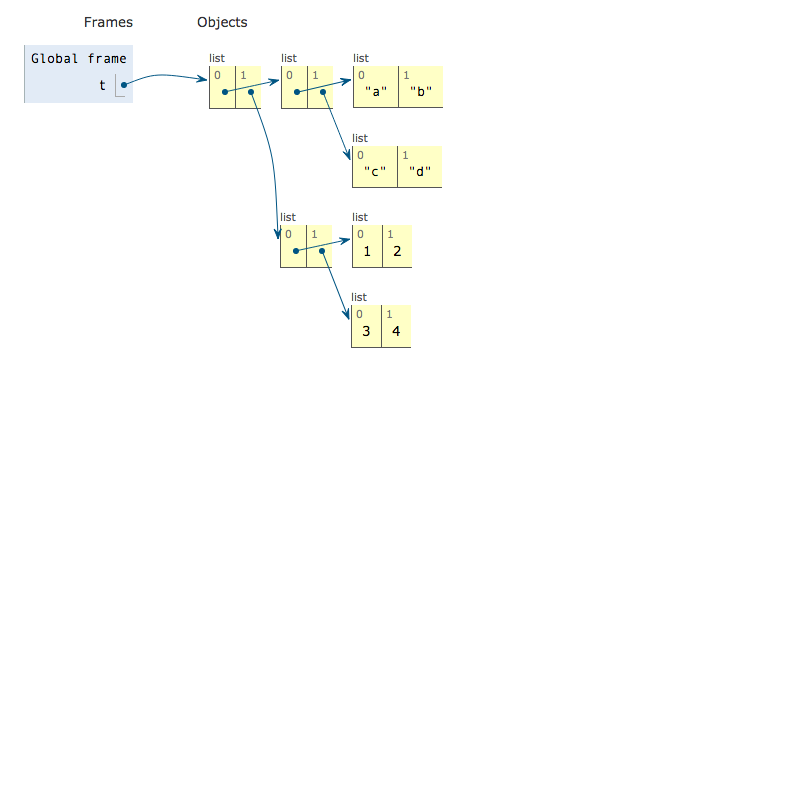 Frames Objects
Global frame
t
list list list
0 1 0 1 0 1
"a" "b"
list
0 1
"c" "d"
list list
0 1 0 1
1 2
list
0 1
3 4